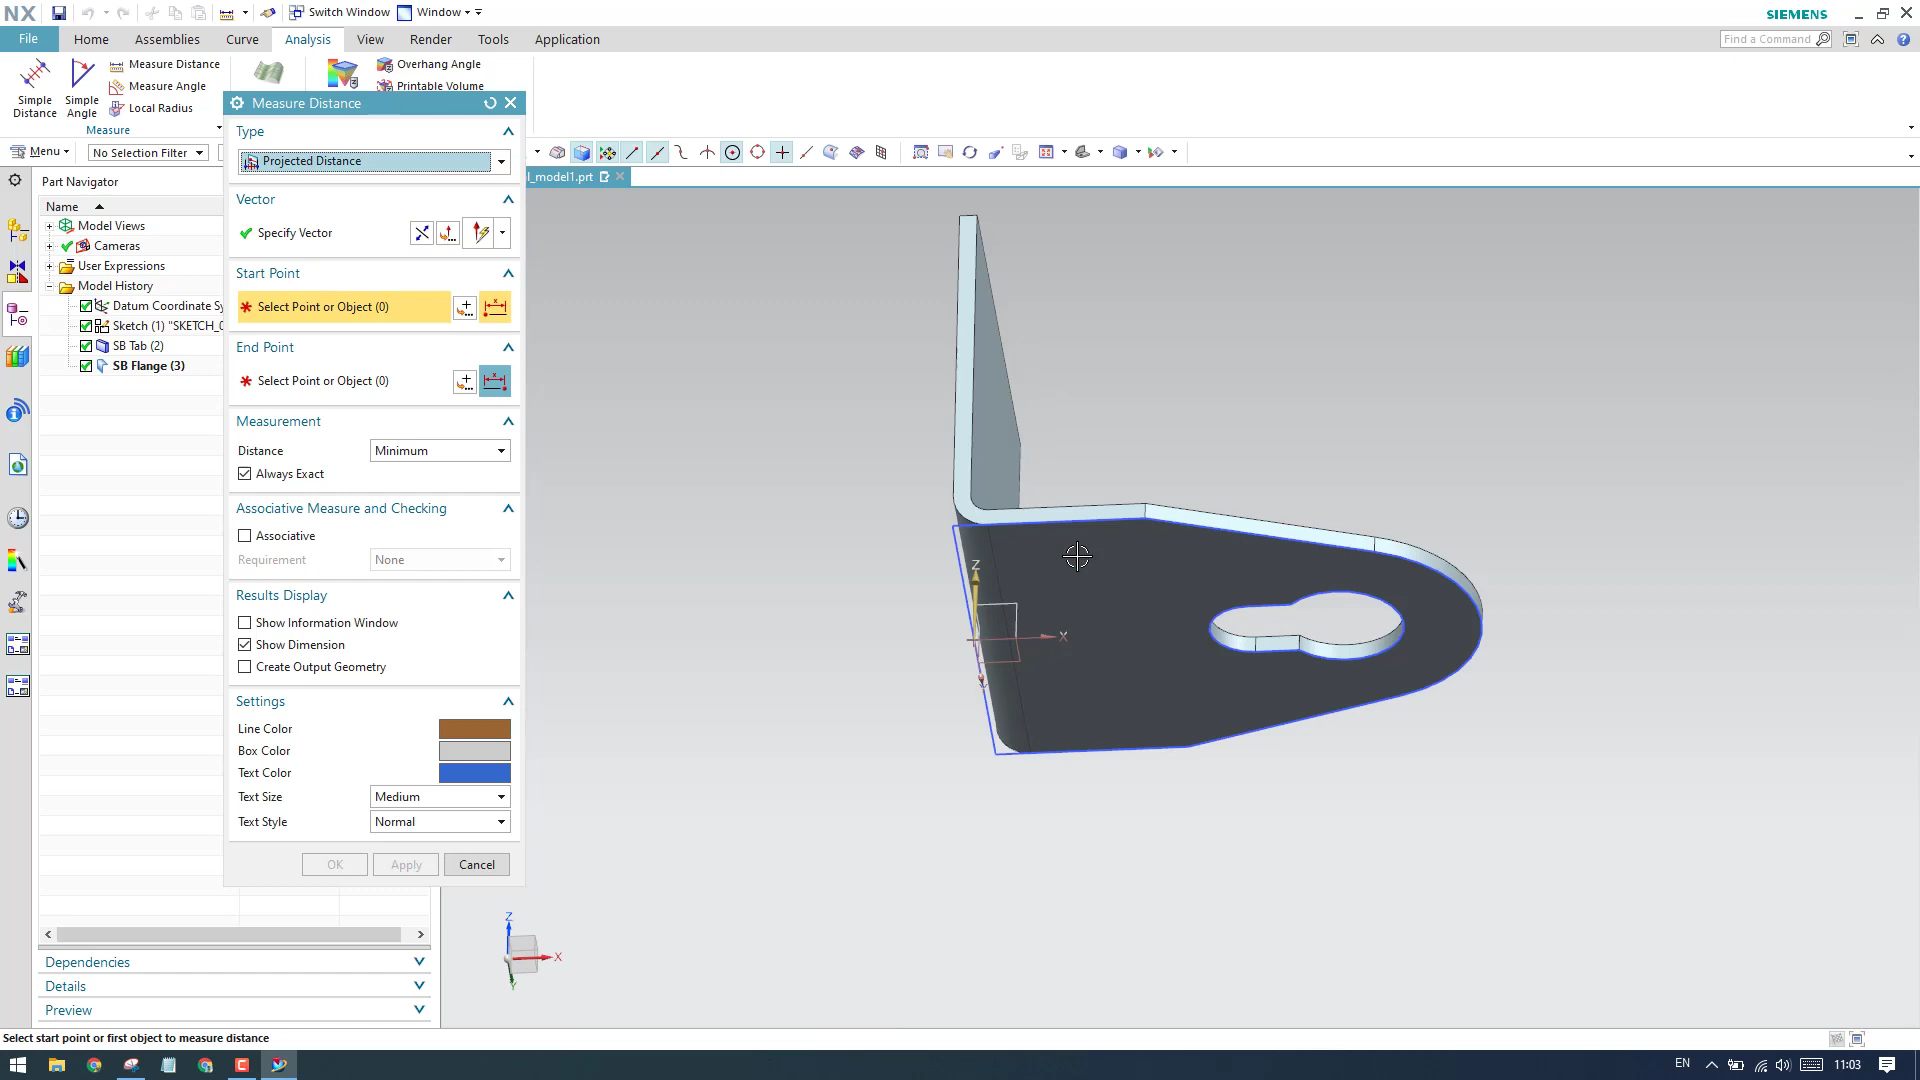 NX
Switch Window
Window
SIEMENS
File
Home
Assemblies
Curve
Analysis
View
Render
Tools
Application
Find a Command
Simple Distance
Simple Angle
Measure Distance
Measure Angle
Local Radius
Measure
Overhang Angle
Printable Volume
Menu
No Selection Filter
l_model1.prt
Part Navigator
Name
Model Views
Cameras
User Expressions
Model History
Datum Coordinate Sy
Sketch (1) "SKETCH_0
SB Tab (2)
SB Flange (3)
Dependencies
Details
Preview
Measure Distance
Type
Projected Distance
Vector
Specify Vector
Start Point
Select Point or Object (0)
End Point
Select Point or Object (0)
Measurement
Distance
Minimum
Always Exact
Associative Measure and Checking
Associative
Requirement
None
Results Display
Show Information Window
Show Dimension
Create Output Geometry
Settings
Line Color
Box Color
Text Color
Text Size
Medium
Text Style
Normal
OK
Apply
Cancel
Z
X
Z
X
Y
Select start point or first object to measure distance
EN
11:03